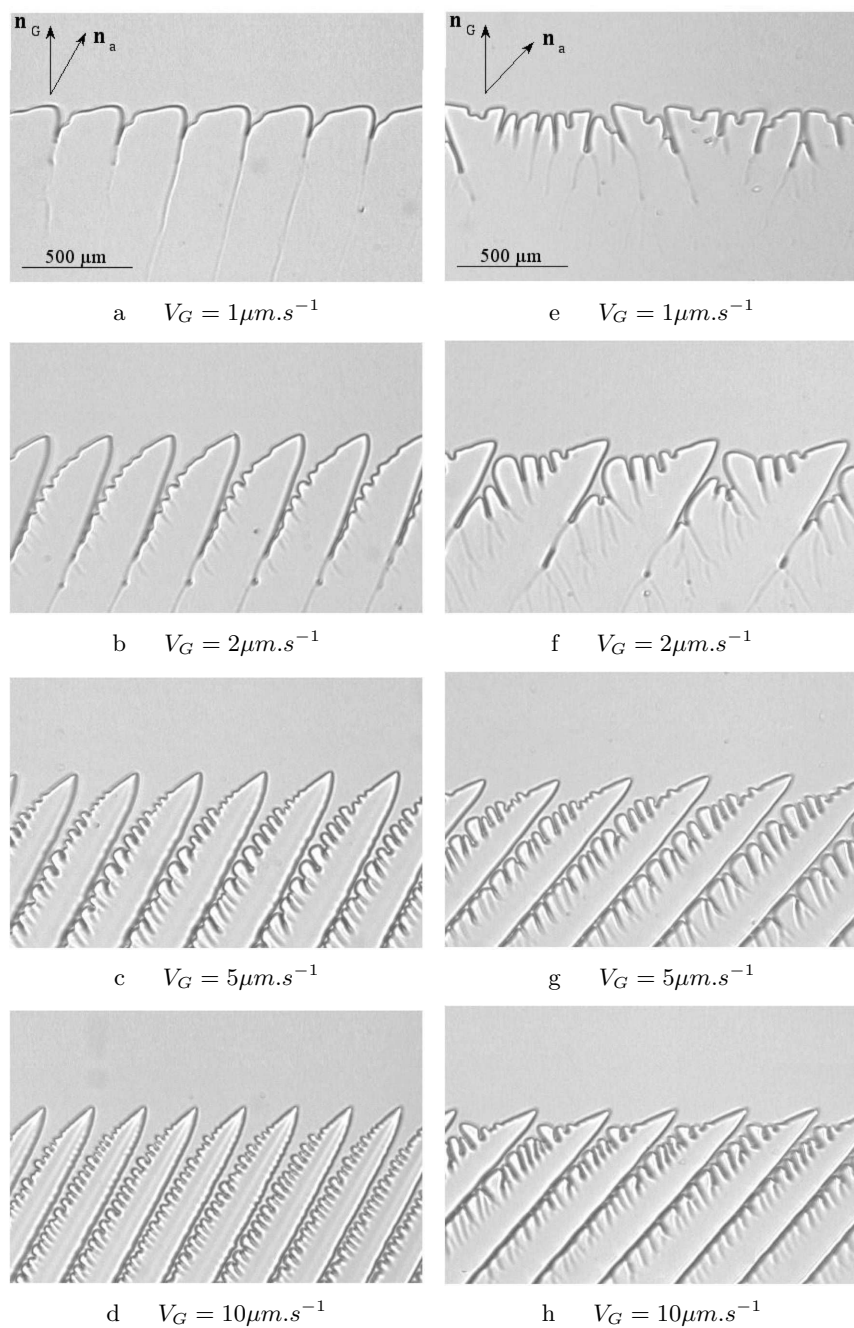 n G n a
500 μm
n G n a
500 μm
a V_G = 1μm.s⁻¹
e V_G = 1μm.s⁻¹
b V_G = 2μm.s⁻¹
f V_G = 2μm.s⁻¹
c V_G = 5μm.s⁻¹
g V_G = 5μm.s⁻¹
d V_G = 10μm.s⁻¹
h V_G = 10μm.s⁻¹